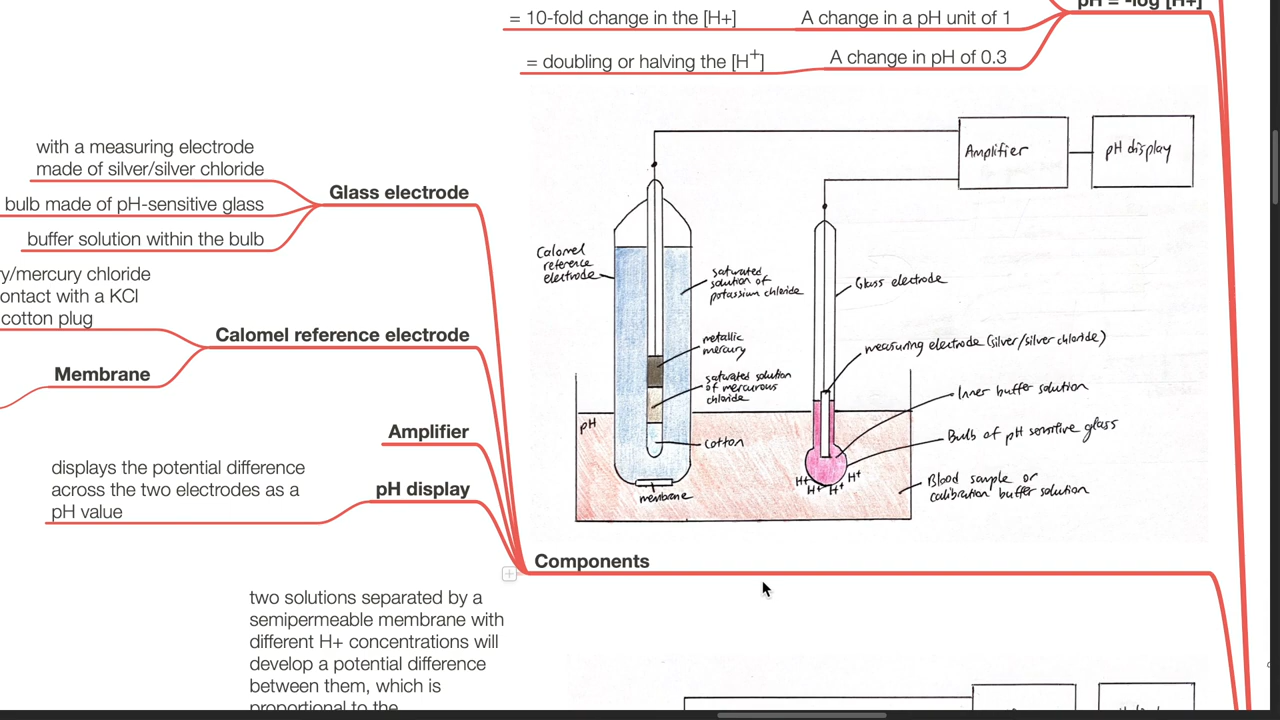 pH = -log [H+]
= 10-fold change in the [H+]
A change in a pH unit of 1
= doubling or halving the [H+]
A change in pH of 0.3
with a measuring electrode
made of silver/silver chloride
bulb made of pH-sensitive glass
buffer solution within the bulb
Glass electrode
ry/mercury chloride
ontact with a KCl
cotton plug
Calomel reference electrode
Membrane
Amplifier
displays the potential difference
across the two electrodes as a
pH value
pH display
Amplifier
pH display
Calomel
reference
electrode
saturated
solution of
potassium chloride
Glass electrode
metallic
mercury
measuring electrode (silver/silver chloride)
saturated solution
of mercurous
chloride
Inner buffer solution
pH
cotton
Bulb of pH sensitive glass
H+
H+
H+
H+
membrane
Blood sample or
calibration buffer solution
Components
two solutions separated by a
semipermeable membrane with
different H+ concentrations will
develop a potential difference
between them, which is
proportional to the